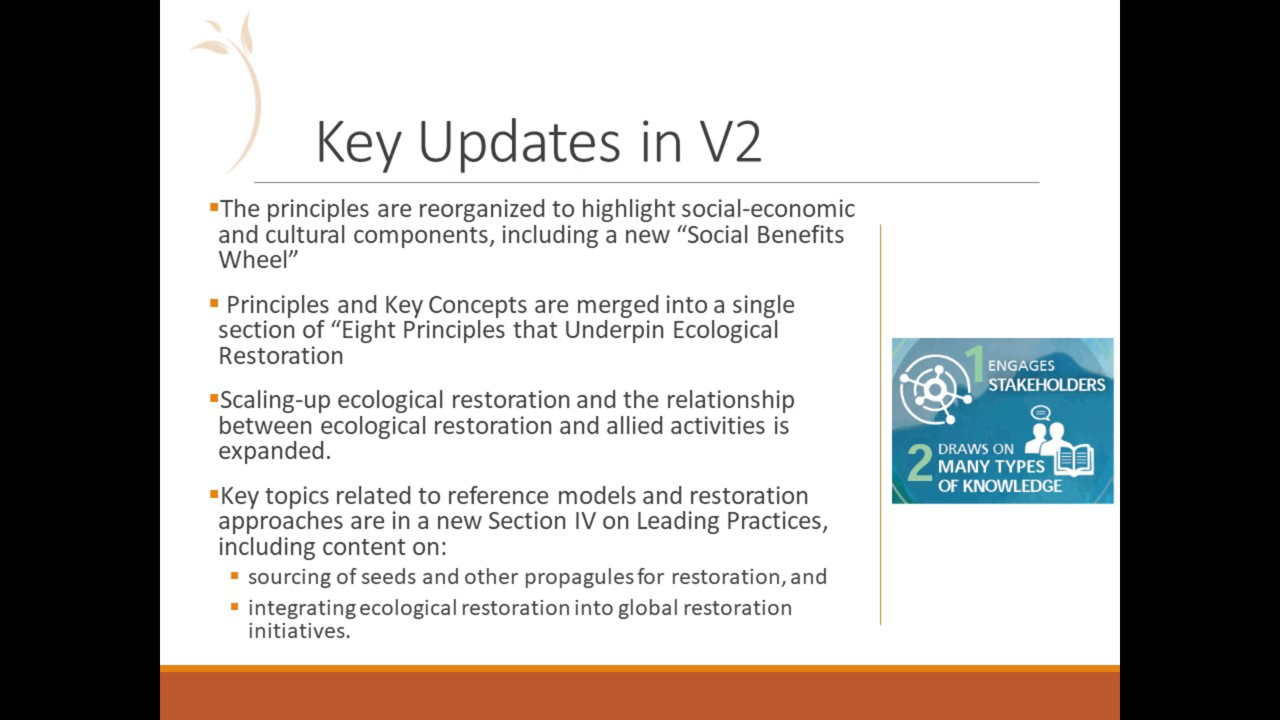 Key Updates in V2
▪The principles are reorganized to highlight social-economic
and cultural components, including a new “Social Benefits
Wheel”
▪ Principles and Key Concepts are merged into a single
section of “Eight Principles that Underpin Ecological
Restoration
▪Scaling-up ecological restoration and the relationship
between ecological restoration and allied activities is
expanded.
▪Key topics related to reference models and restoration
approaches are in a new Section IV on Leading Practices,
including content on:
▪ sourcing of seeds and other propagules for restoration, and
▪ integrating ecological restoration into global restoration
initiatives.
1 ENGAGES
STAKEHOLDERS
2 DRAWS ON
MANY TYPES
OF KNOWLEDGE